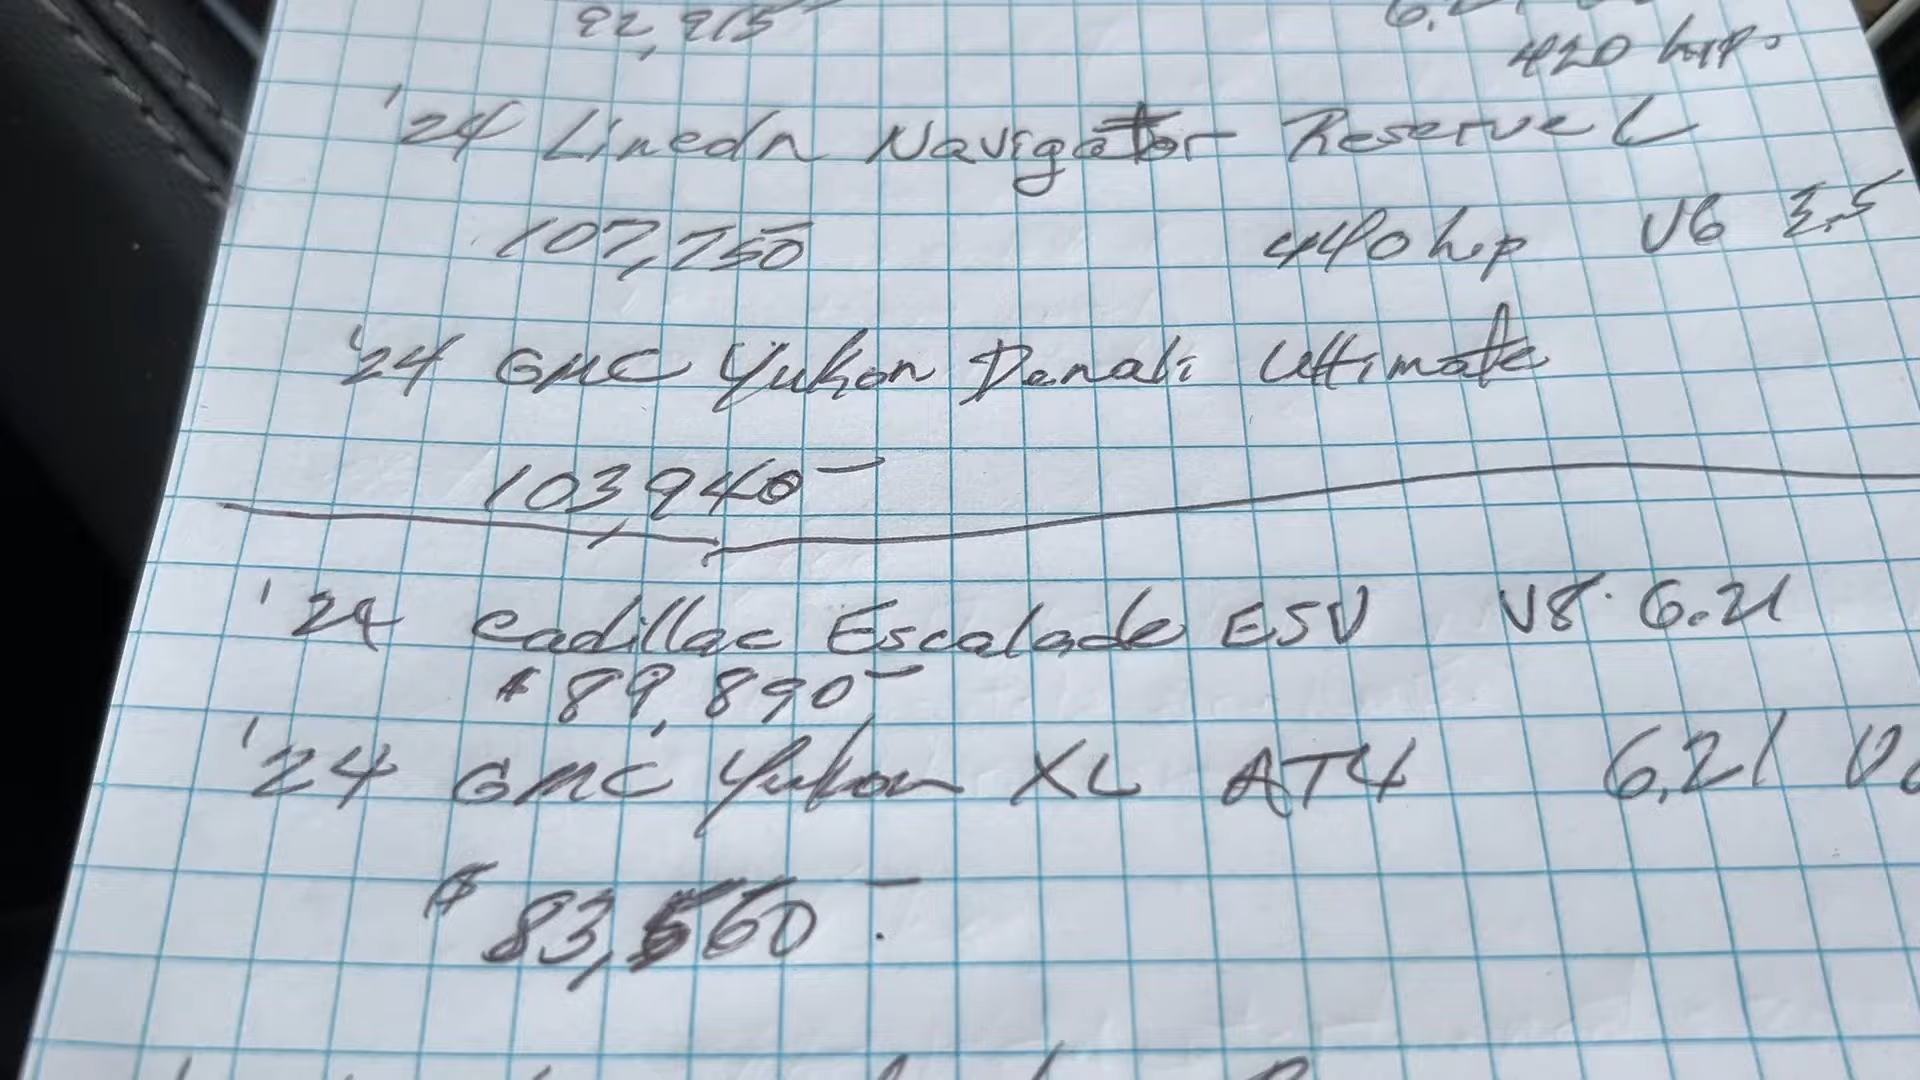 92,915
420 hp.
'24 Lincoln Navigator Reserve L
107,750 440 hp V6 3.5
'24 GMC Yukon Denali Ultimate
103,940-
'24 Cadillac Escalade ESV V8. 6.2l
$89,890-
'24 GMC Yukon XL AT4 6.2l
$83,560-.